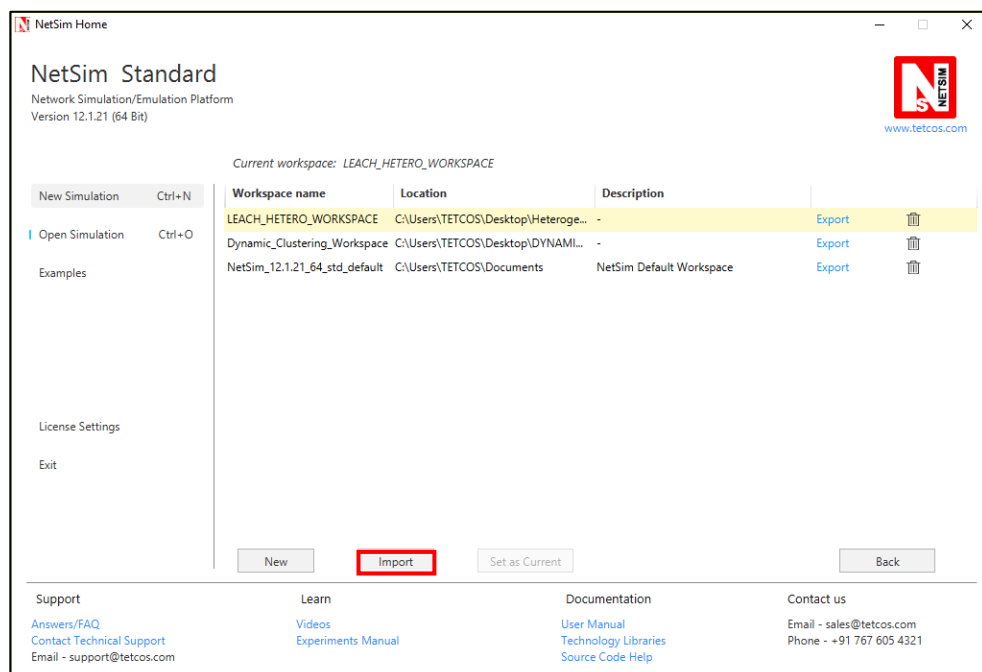 NetSim Home
NetSim Standard
Network Simulation/Emulation Platform
Version 12.1.21 (64 Bit)
NS
NETSIM
www.tetcos.com
Current workspace: LEACH_HETERO_WORKSPACE
New Simulation Ctrl+N
Open Simulation Ctrl+O
Examples
License Settings
Exit
Workspace name Location Description
LEACH_HETERO_WORKSPACE C:\Users\TETCOS\Desktop\Heteroge... - Export
Dynamic_Clustering_Workspace C:\Users\TETCOS\Desktop\DYNAMI... - Export
NetSim_12.1.21_64_std_default C:\Users\TETCOS\Documents NetSim Default Workspace Export
New Import Set as Current Back
Support
Answers/FAQ
Contact Technical Support
Email - support@tetcos.com
Learn
Videos
Experiments Manual
Documentation
User Manual
Technology Libraries
Source Code Help
Contact us
Email - sales@tetcos.com
Phone - +91 767 605 4321